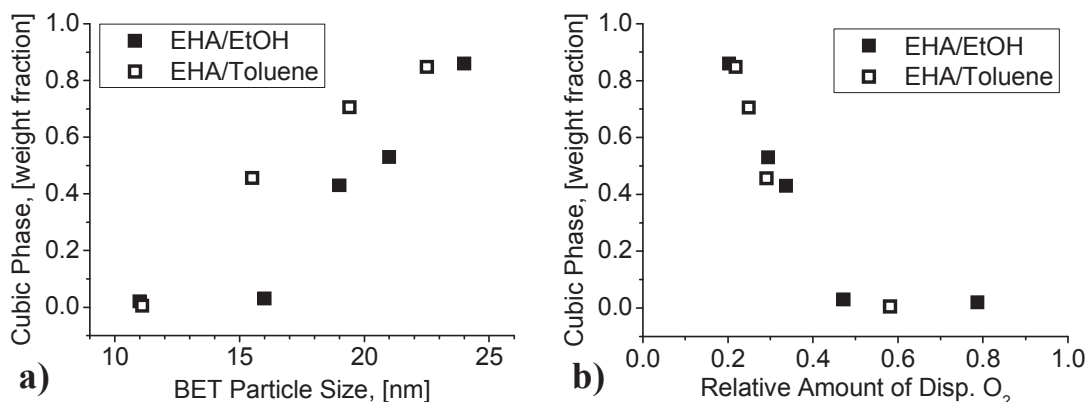 Cubic Phase, [weight fraction]
1.0
0.8
0.6
0.4
0.2
0.0
EHA/EtOH
EHA/Toluene
10 15 20 25
a) BET Particle Size, [nm]
Cubic Phase, [weight fraction]
1.0
0.8
0.6
0.4
0.2
0.0
EHA/EtOH
EHA/Toluene
0.0 0.2 0.4 0.6 0.8 1.0
b) Relative Amount of Disp. O₂